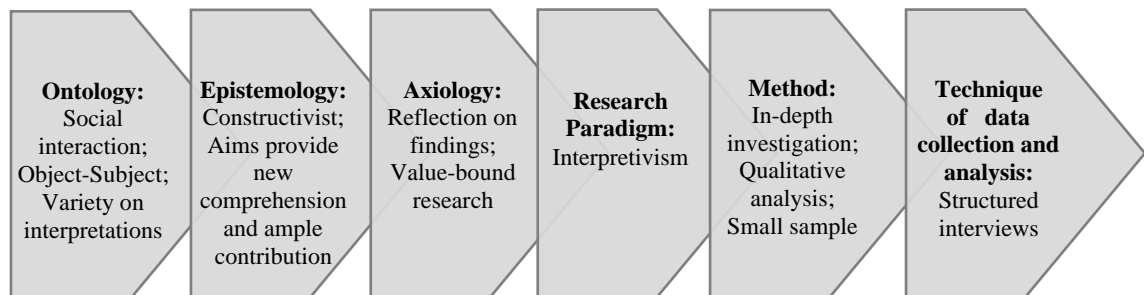 Ontology:
Social
interaction;
Object-Subject;
Variety on
interpretations
Epistemology:
Constructivist;
Aims provide
new
comprehension
and ample
contribution
Axiology:
Reflection on
findings;
Value-bound
research
Research
Paradigm:
Interpretivism
Method:
In-depth
investigation;
Qualitative
analysis;
Small sample
Technique
of data
collection and
analysis:
Structured
interviews